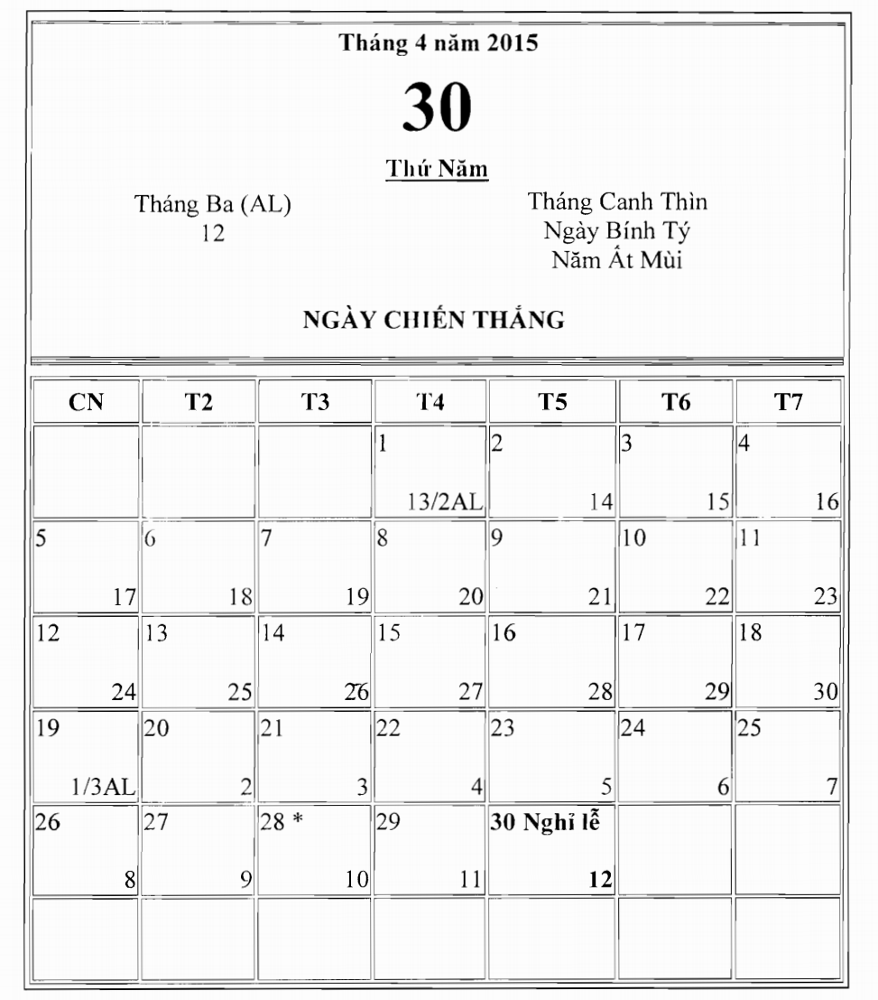 Tháng 4 năm 2015
30
Thứ Năm
Tháng Ba (AL)
12
Tháng Canh Thìn
Ngày Bính Tý
Năm Ất Mùi
NGÀY CHIẾN THẮNG
CN T2 T3 T4 T5 T6 T7
1 2 3 4
13/2AL 14 15 16
5 6 7 8 9 10 11
17 18 19 20 21 22 23
12 13 14 15 16 17 18
24 25 26 27 28 29 30
19 20 21 22 23 24 25
1/3AL 2 3 4 5 6 7
26 27 28 * 29 30 Nghỉ lễ
8 9 10 11 12